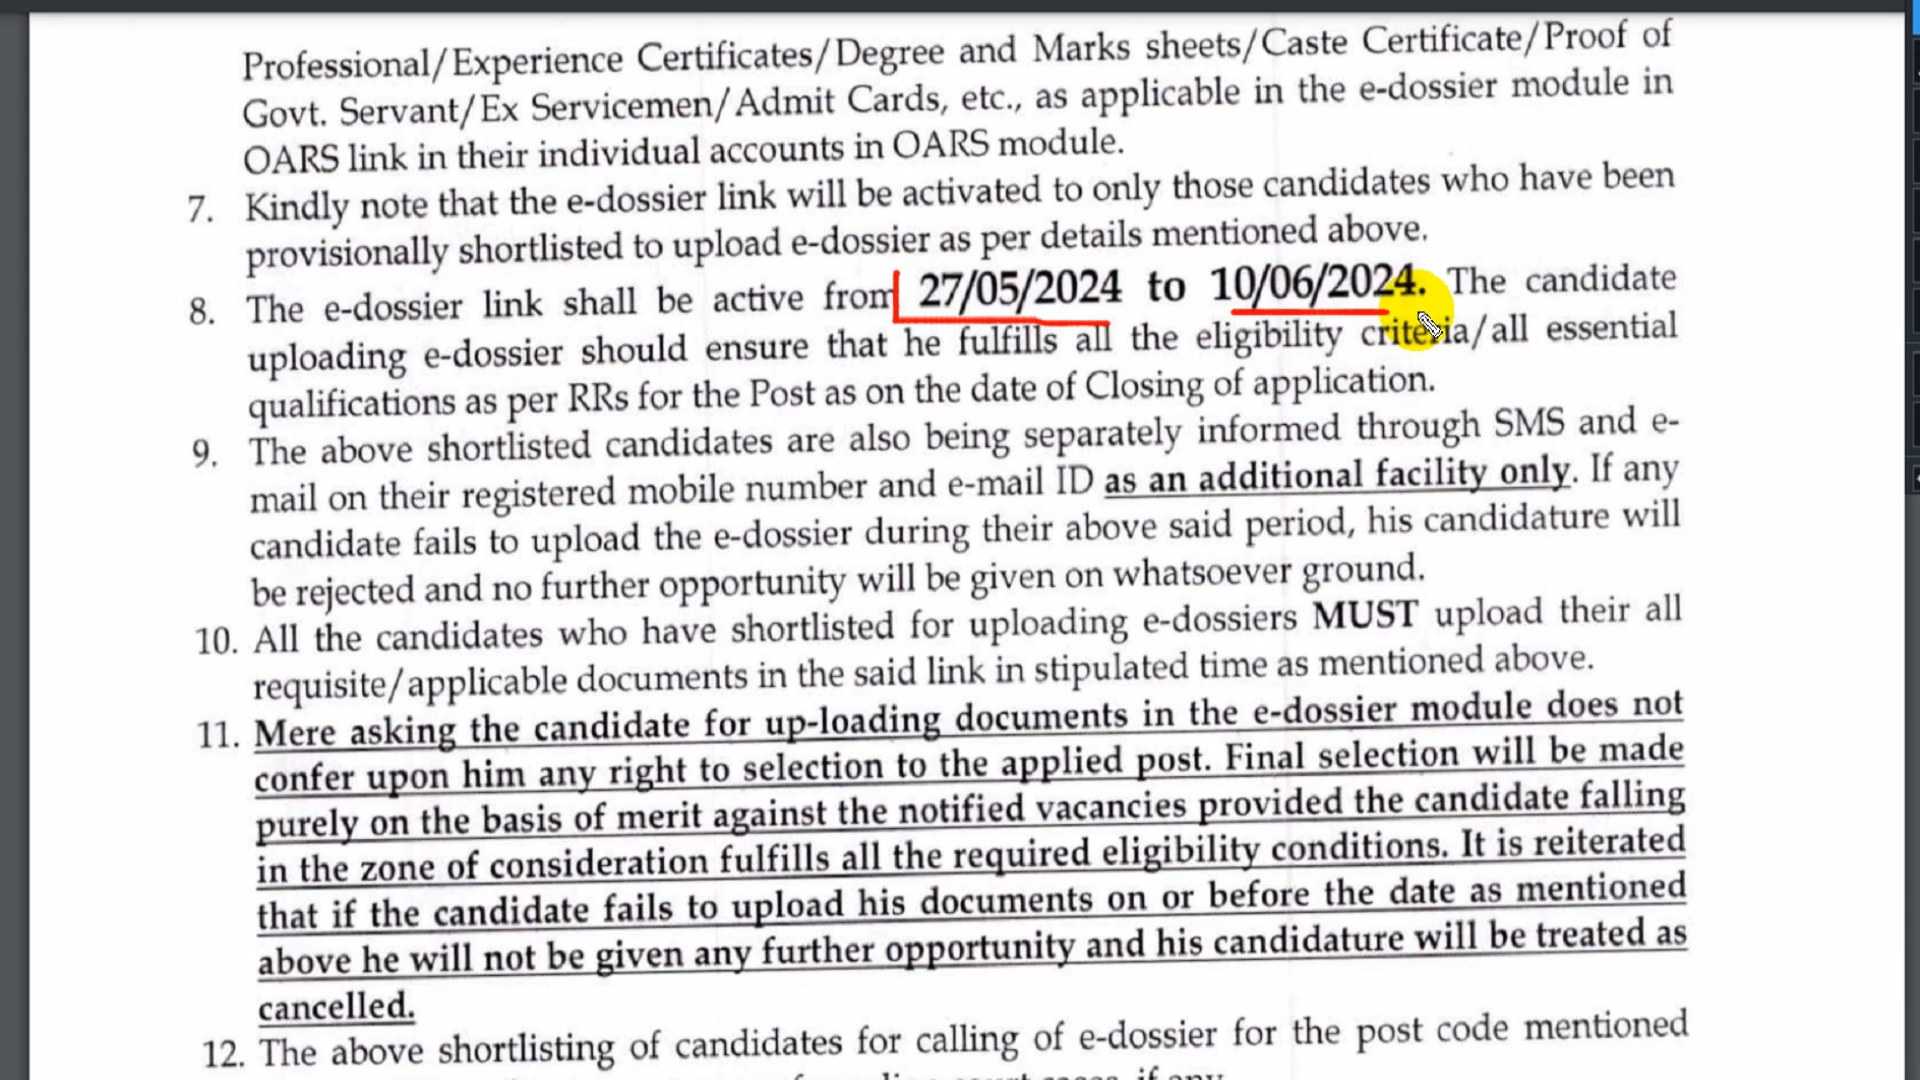 Professional/Experience Certificates/Degree and Marks sheets/Caste Certificate/Proof of
Govt. Servant/Ex Servicemen/Admit Cards, etc., as applicable in the e-dossier module in
OARS link in their individual accounts in OARS module.
7. Kindly note that the e-dossier link will be activated to only those candidates who have been
provisionally shortlisted to upload e-dossier as per details mentioned above.
8. The e-dossier link shall be active from 27/05/2024 to 10/06/2024. The candidate
uploading e-dossier should ensure that he fulfills all the eligibility criteria/all essential
qualifications as per RRs for the Post as on the date of Closing of application.
9. The above shortlisted candidates are also being separately informed through SMS and e-
mail on their registered mobile number and e-mail ID as an additional facility only. If any
candidate fails to upload the e-dossier during their above said period, his candidature will
be rejected and no further opportunity will be given on whatsoever ground.
10. All the candidates who have shortlisted for uploading e-dossiers MUST upload their all
requisite/applicable documents in the said link in stipulated time as mentioned above.
11. Mere asking the candidate for up-loading documents in the e-dossier module does not
confer upon him any right to selection to the applied post. Final selection will be made
purely on the basis of merit against the notified vacancies provided the candidate falling
in the zone of consideration fulfills all the required eligibility conditions. It is reiterated
that if the candidate fails to upload his documents on or before the date as mentioned
above he will not be given any further opportunity and his candidature will be treated as
cancelled.
12. The above shortlisting of candidates for calling of e-dossier for the post code mentioned
if any